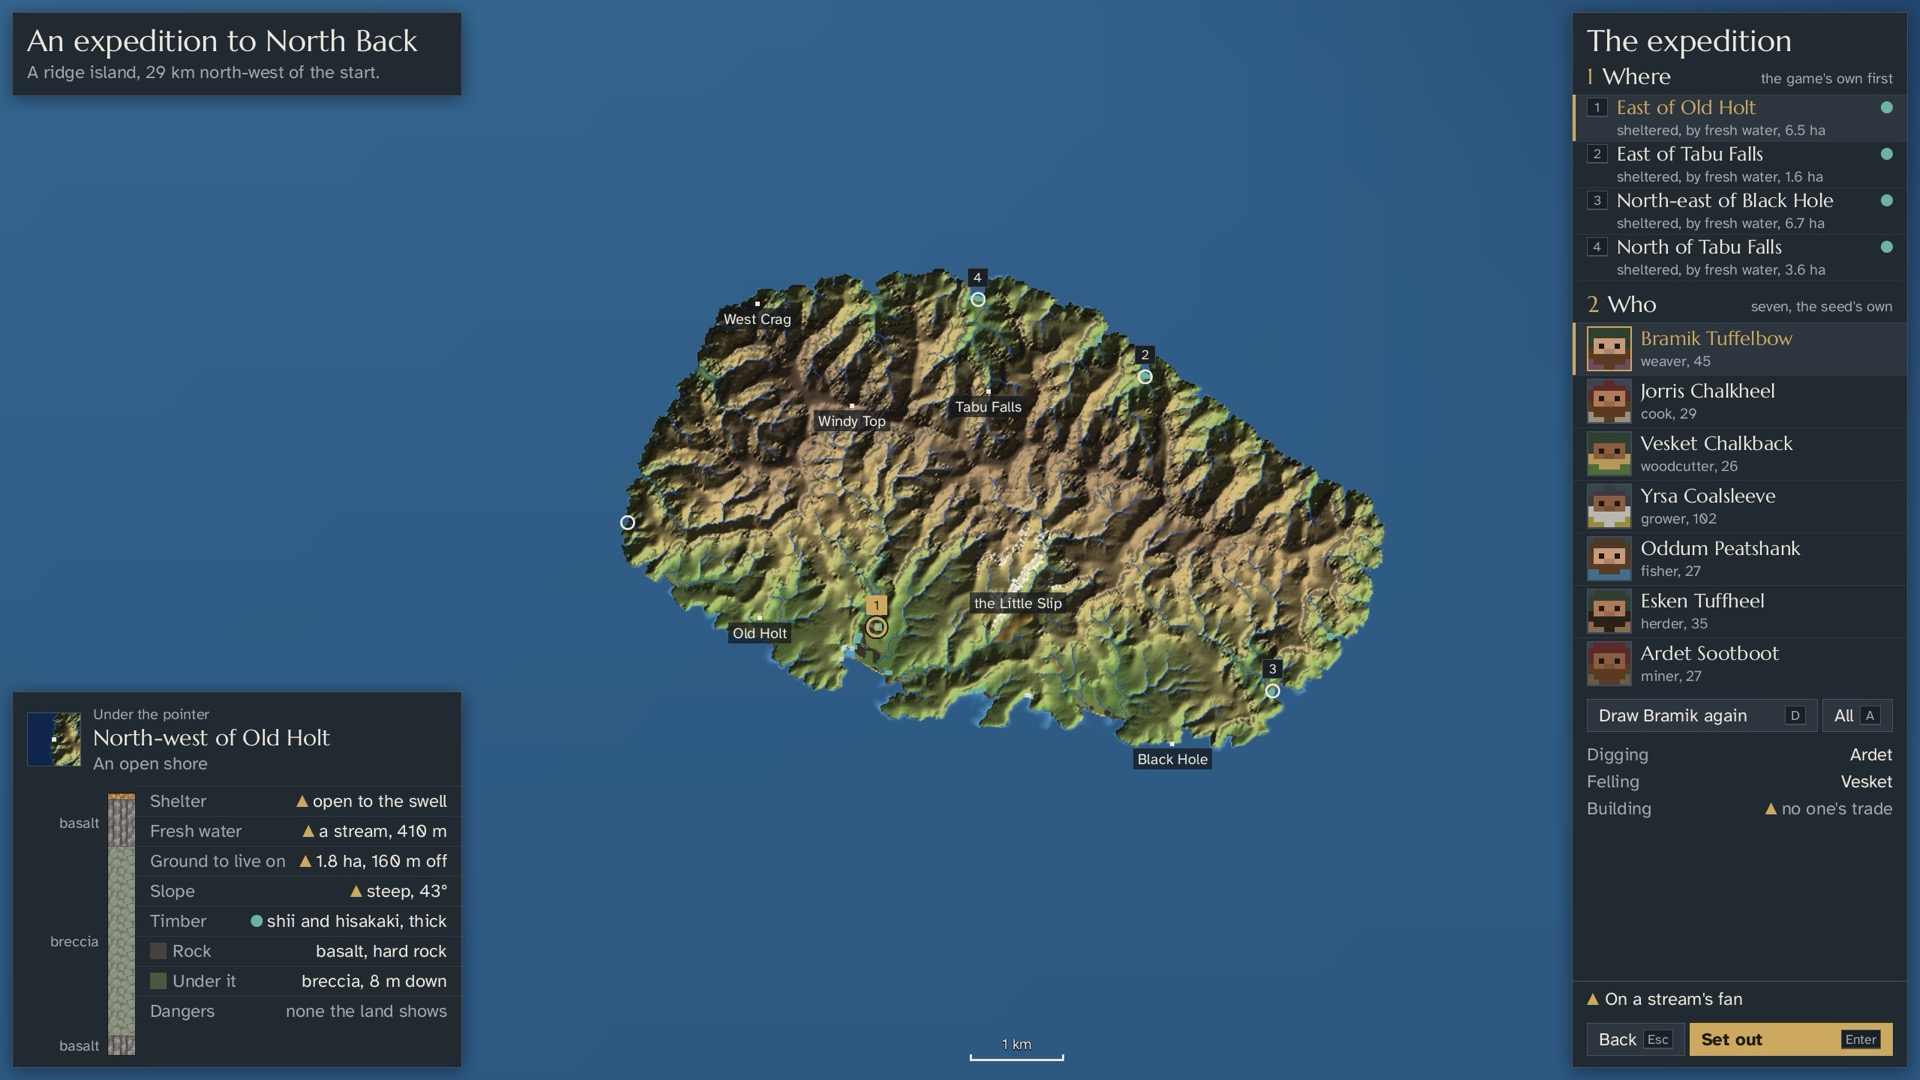 An expedition to North Back
A ridge island, 29 km north-west of the start.
West Crag
4
2
Tabu Falls
Windy Top
the Little Slip
1
Old Holt
3
Black Hole
1 km
Under the pointer
North-west of Old Holt
An open shore
basalt
breccia
basalt
Shelter open to the swell
Fresh water a stream, 410 m
Ground to live on 1.8 ha, 160 m off
Slope steep, 43°
Timber shii and hisakaki, thick
Rock basalt, hard rock
Under it breccia, 8 m down
Dangers none the land shows
The expedition
1 Where the game's own first
1 East of Old Holt
sheltered, by fresh water, 6.5 ha
2 East of Tabu Falls
sheltered, by fresh water, 1.6 ha
3 North-east of Black Hole
sheltered, by fresh water, 6.7 ha
4 North of Tabu Falls
sheltered, by fresh water, 3.6 ha
2 Who seven, the seed's own
Bramik Tuffelbow
weaver, 45
Jorris Chalkheel
cook, 29
Vesket Chalkback
woodcutter, 26
Yrsa Coalsleeve
grower, 102
Oddum Peatshank
fisher, 27
Esken Tuffheel
herder, 35
Ardet Sootboot
miner, 27
Draw Bramik again D All A
Digging Ardet
Felling Vesket
Building no one's trade
On a stream's fan
Back Esc Set out Enter